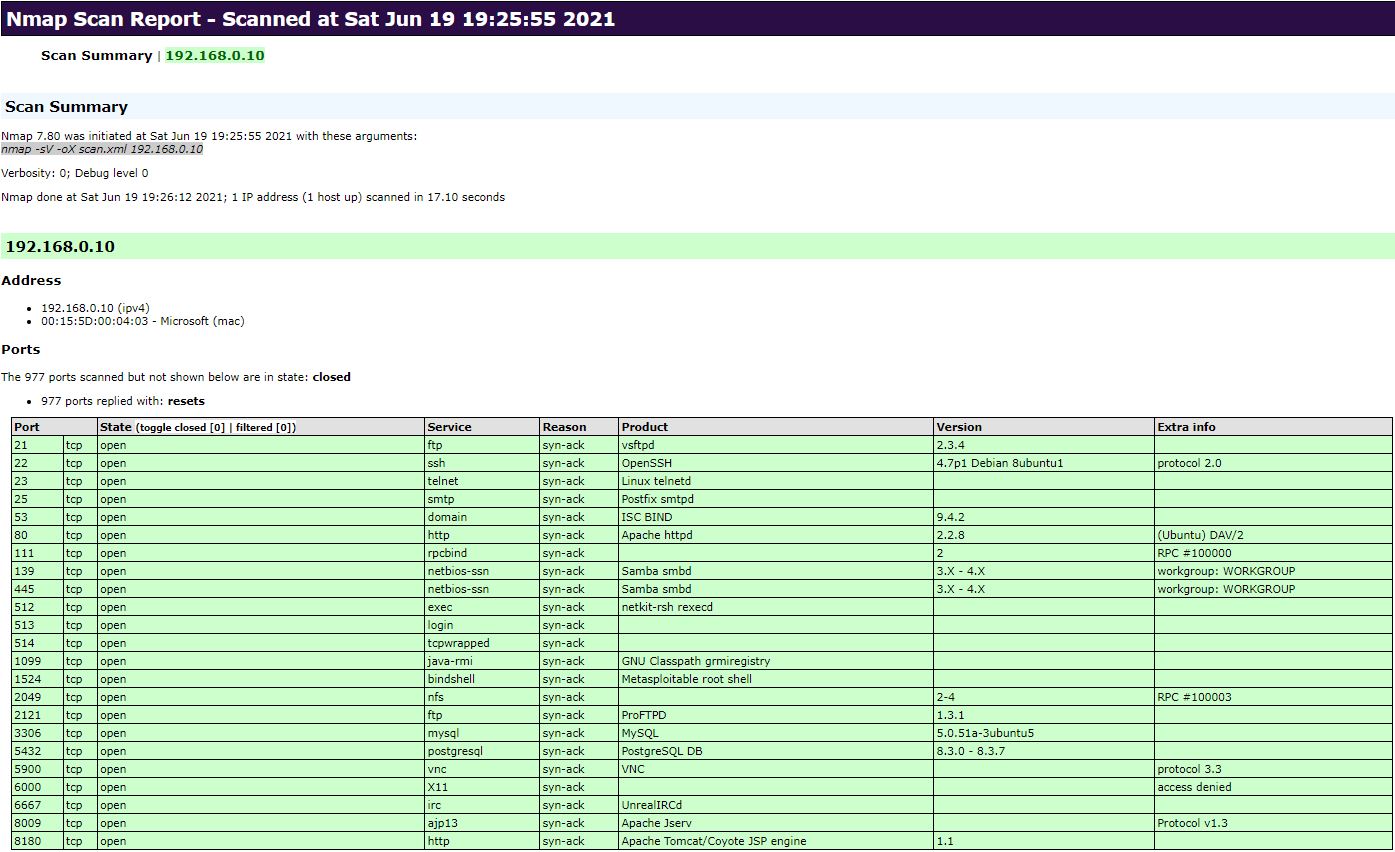 Nmap Scan Report - Scanned at Sat Jun 19 19:25:55 2021
Scan Summary | 192.168.0.10
Scan Summary
Nmap 7.80 was initiated at Sat Jun 19 19:25:55 2021 with these arguments:
nmap -sV -oX scan.xml 192.168.0.10
Verbosity: 0; Debug level 0
Nmap done at Sat Jun 19 19:26:12 2021; 1 IP address (1 host up) scanned in 17.10 seconds
192.168.0.10
Address
• 192.168.0.10 (ipv4)
• 00:15:5D:00:04:03 - Microsoft (mac)
Ports
The 977 ports scanned but not shown below are in state: closed
• 977 ports replied with: resets
Port State (toggle closed [0] | filtered [0]) Service Reason Product Version Extra info
21 tcp open ftp syn-ack vsftpd 2.3.4
22 tcp open ssh syn-ack OpenSSH 4.7p1 Debian 8ubuntu1 protocol 2.0
23 tcp open telnet syn-ack Linux telnetd
25 tcp open smtp syn-ack Postfix smtpd
53 tcp open domain syn-ack ISC BIND 9.4.2
80 tcp open http syn-ack Apache httpd 2.2.8 (Ubuntu) DAV/2
111 tcp open rpcbind syn-ack 2 RPC #100000
139 tcp open netbios-ssn syn-ack Samba smbd 3.X - 4.X workgroup: WORKGROUP
445 tcp open netbios-ssn syn-ack Samba smbd 3.X - 4.X workgroup: WORKGROUP
512 tcp open exec syn-ack netkit-rsh rexecd
513 tcp open login syn-ack
514 tcp open tcpwrapped syn-ack
1099 tcp open java-rmi syn-ack GNU Classpath grmiregistry
1524 tcp open bindshell syn-ack Metasploitable root shell
2049 tcp open nfs syn-ack 2-4 RPC #100003
2121 tcp open ftp syn-ack ProFTPD 1.3.1
3306 tcp open mysql syn-ack MySQL 5.0.51a-3ubuntu5
5432 tcp open postgresql syn-ack PostgreSQL DB 8.3.0 - 8.3.7
5900 tcp open vnc syn-ack VNC protocol 3.3
6000 tcp open X11 syn-ack access denied
6667 tcp open irc syn-ack UnrealIRCd
8009 tcp open ajp13 syn-ack Apache Jserv Protocol v1.3
8180 tcp open http syn-ack Apache Tomcat/Coyote JSP engine 1.1